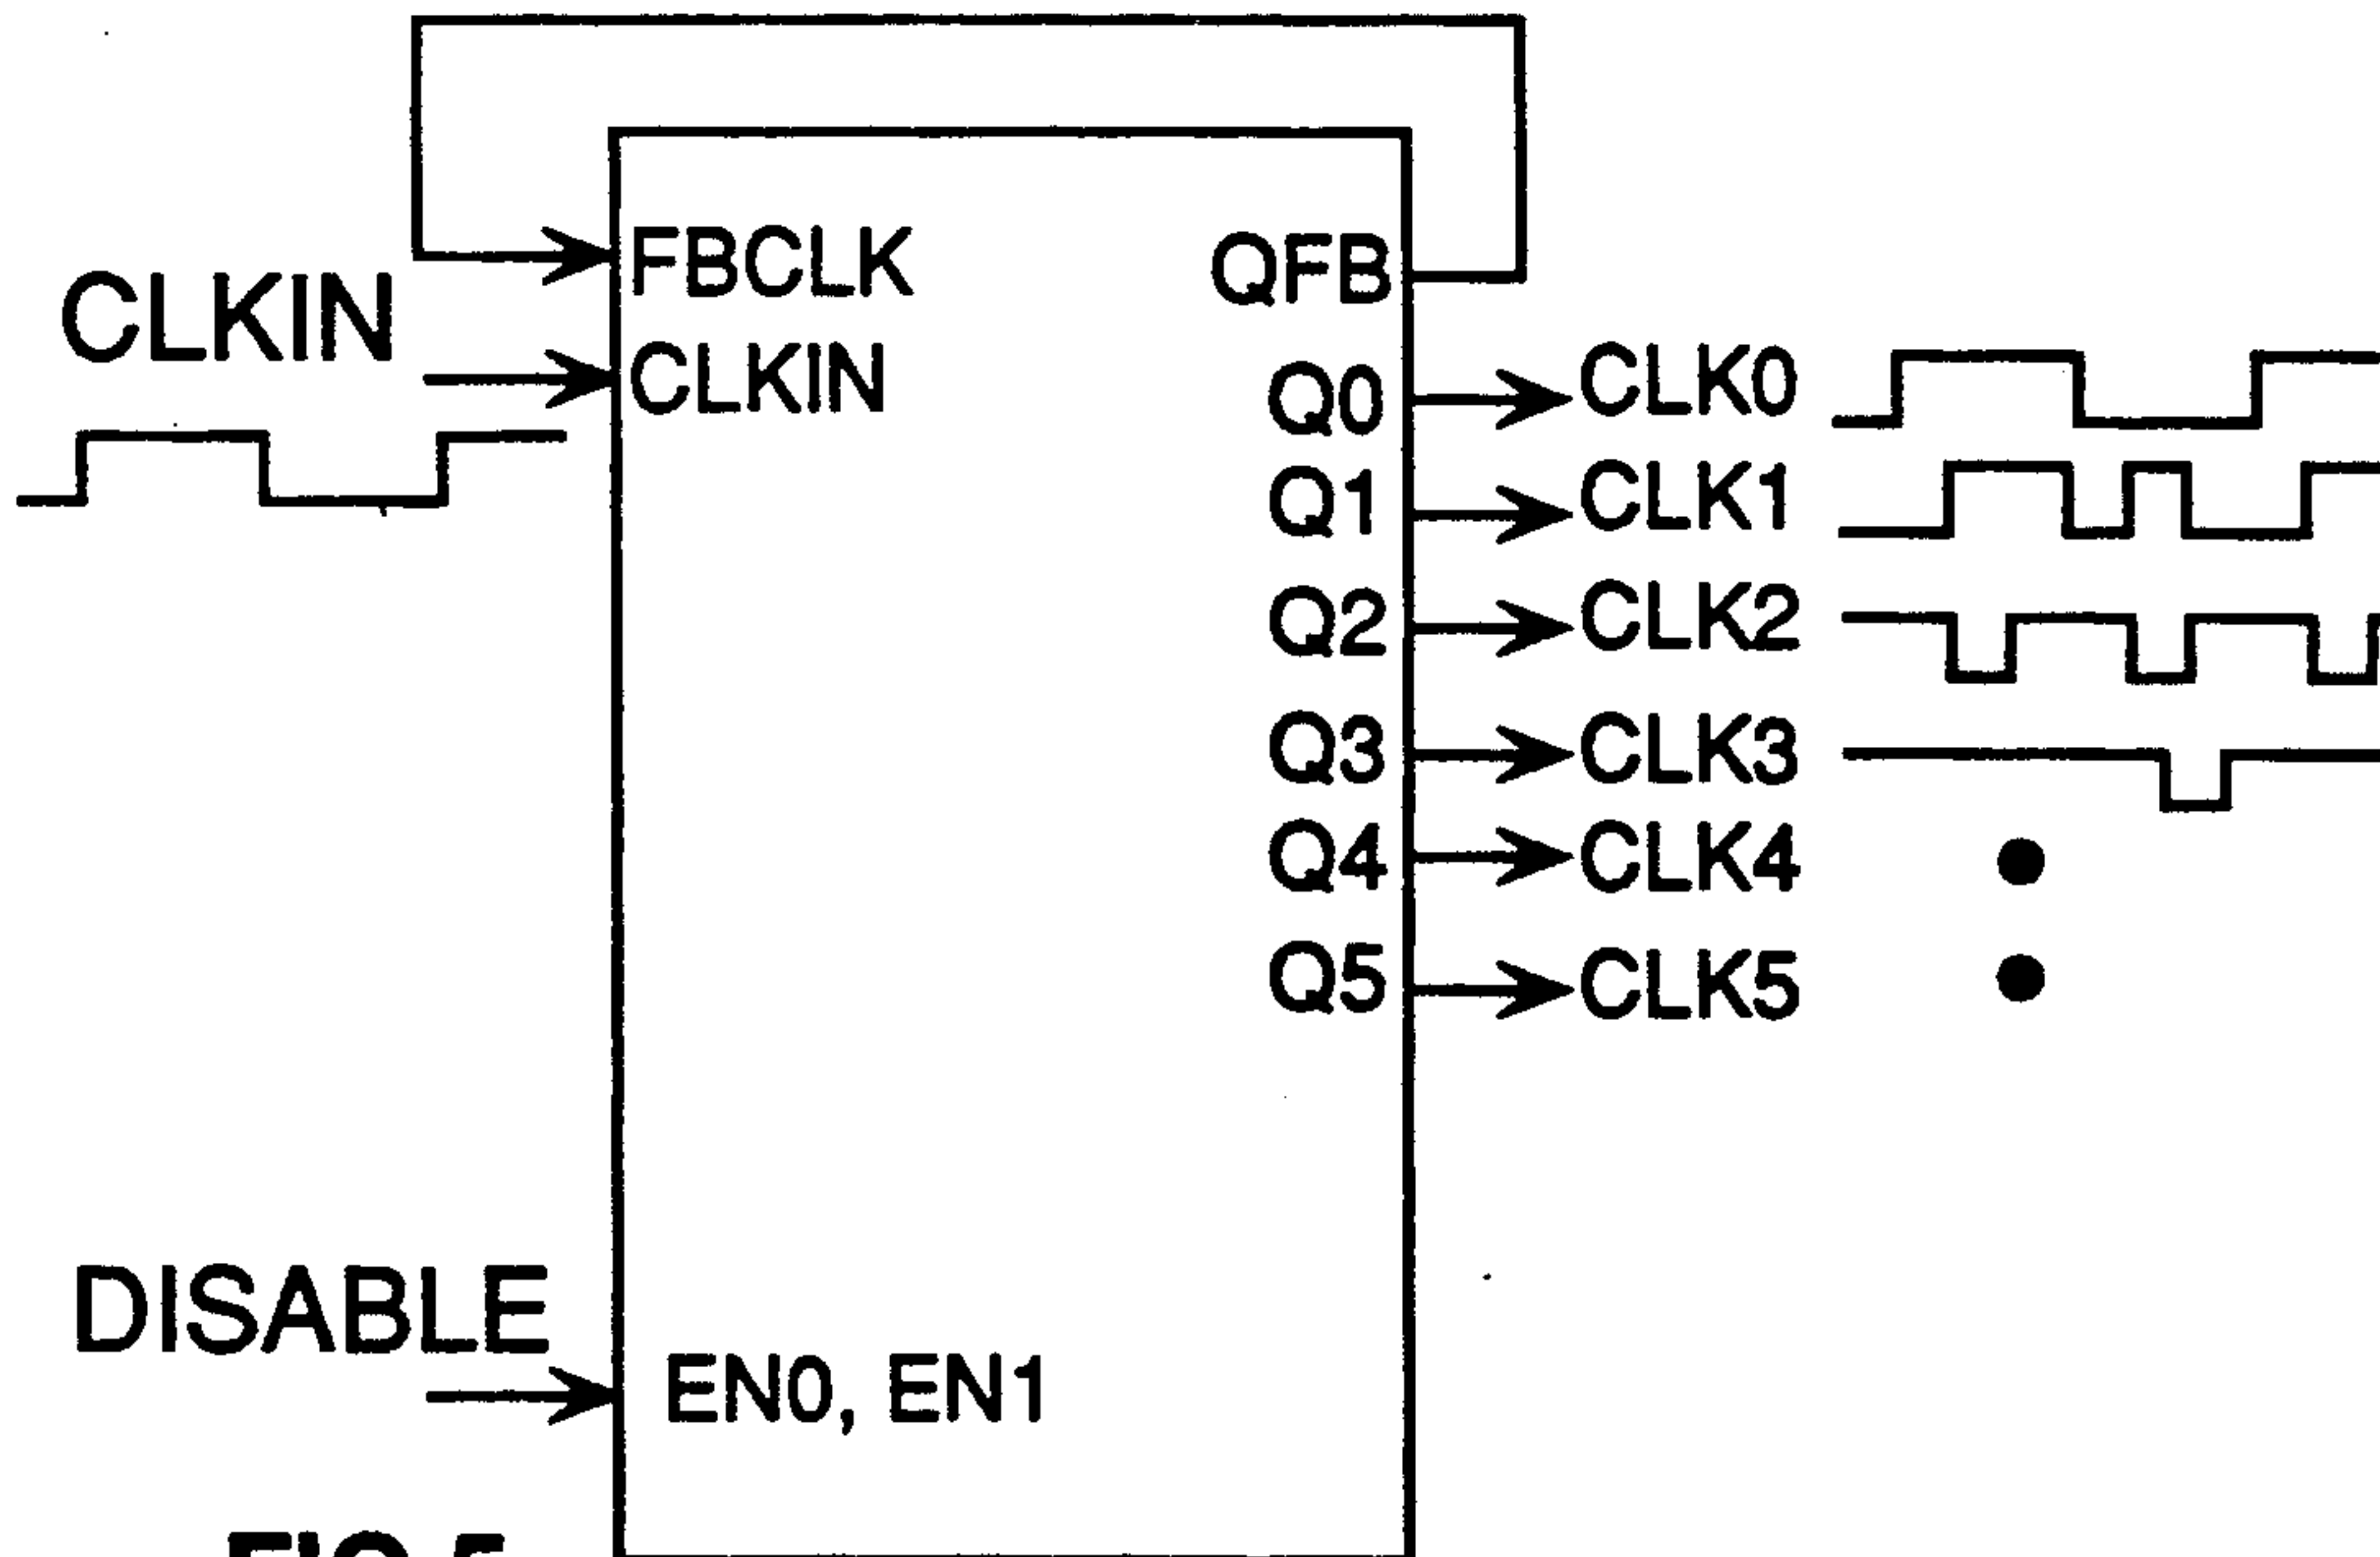 FBCLK
QFB
CLKIN
CLKIN
Q0
CLK0
Q1
CLK1
Q2
CLK2
Q3
CLK3
Q4
CLK4
Q5
CLK5
DISABLE
EN0, EN1